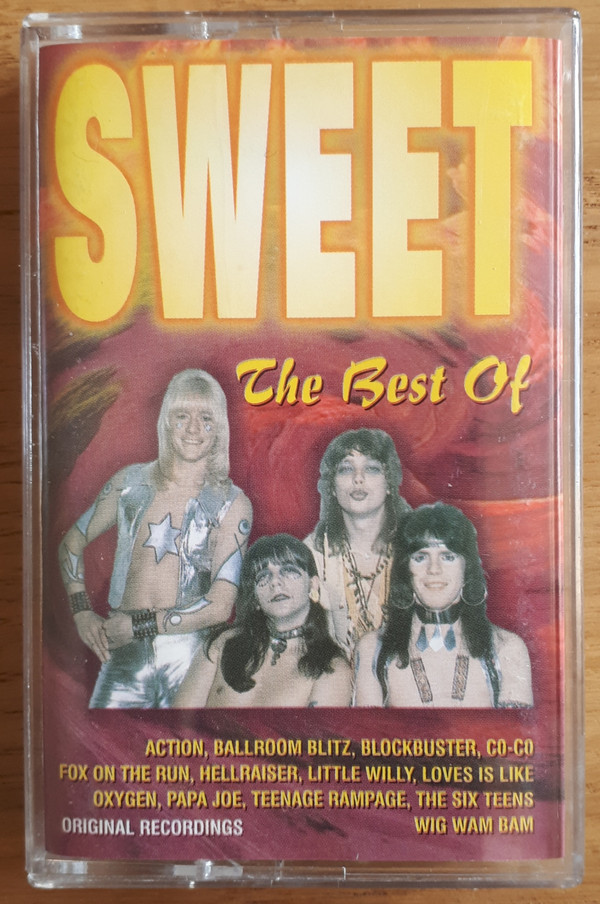 SWEET
The Best Of
ACTION, BALLROOM BLITZ, BLOCKBUSTER, CO-CO
FOX ON THE RUN, HELLRAISER, LITTLE WILLY, LOVES IS LIKE
OXYGEN, PAPA JOE, TEENAGE RAMPAGE, THE SIX TEENS
ORIGINAL RECORDINGS WIG WAM BAM